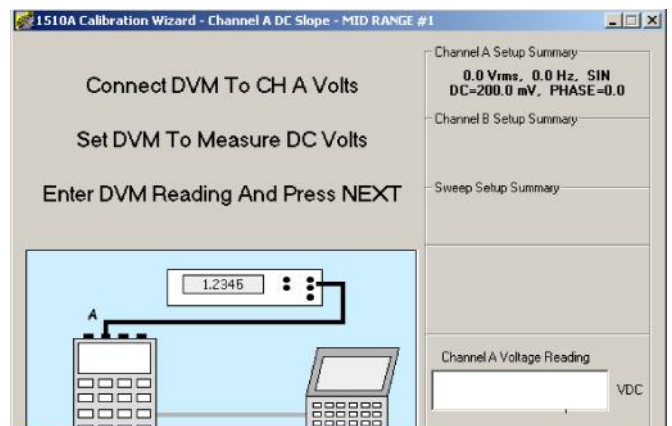 1510A Calibration Wizard - Channel A DC Slope - MID RANGE #1
Connect DVM To CH A Volts
Set DVM To Measure DC Volts
Enter DVM Reading And Press NEXT
Channel A Setup Summary
0.0 Vrms, 0.0 Hz, SIN
DC=200.0 mV, PHASE=0.0
Channel B Setup Summary
Sweep Setup Summary
1.2345
A
Channel A Voltage Reading
VDC